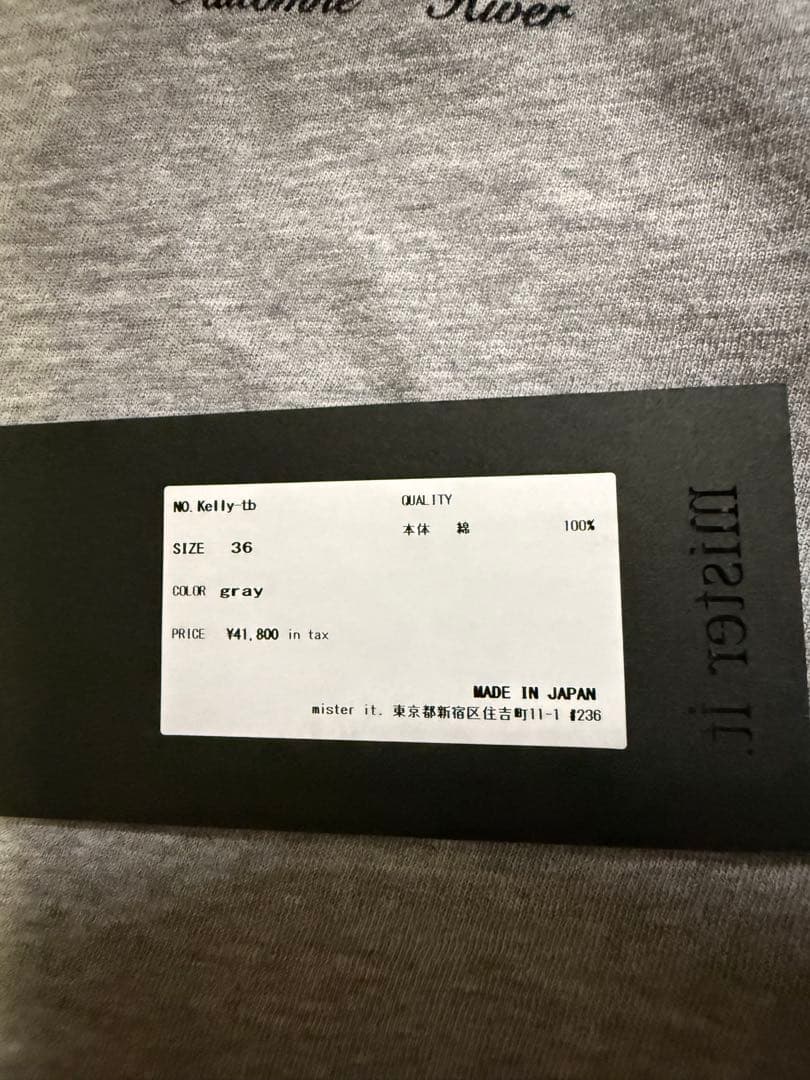 River
NO. Kelly-tb
SIZE 36
COLOR gray
PRICE ¥41,800 in tax
QUALITY
本体 綿 100%
MADE IN JAPAN
mister it. 東京都新宿区住吉町11-1 #236
mister it.